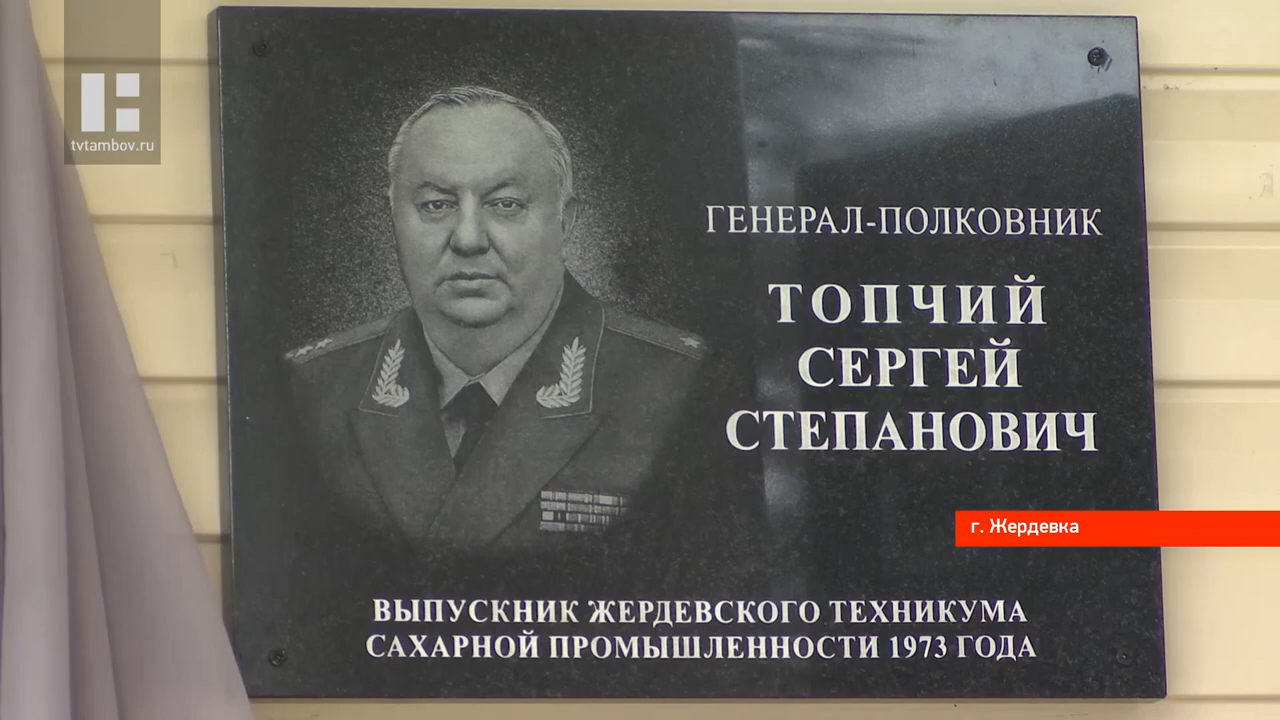 tvtambov.ru
ГЕНЕРАЛ-ПОЛКОВНИК
ТОПЧИЙ
СЕРГЕЙ
СТЕПАНОВИЧ
г. Жердевка
ВЫПУСКНИК ЖЕРДЕВСКОГО ТЕХНИКУМА
САХАРНОЙ ПРОМЫШЛЕННОСТИ 1973 ГОДА